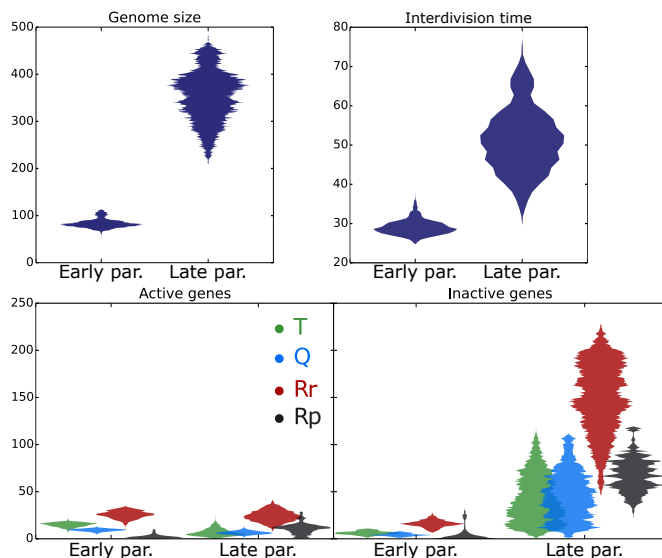 Genome size
Interdivision time
500
400
300
200
100
0
Early par. Late par.
80
70
60
50
40
30
20
Early par. Late par.
Active genes
Inactive genes
250
200
150
100
50
0
T
Q
Rr
Rp
Early par. Late par.
Early par. Late par.